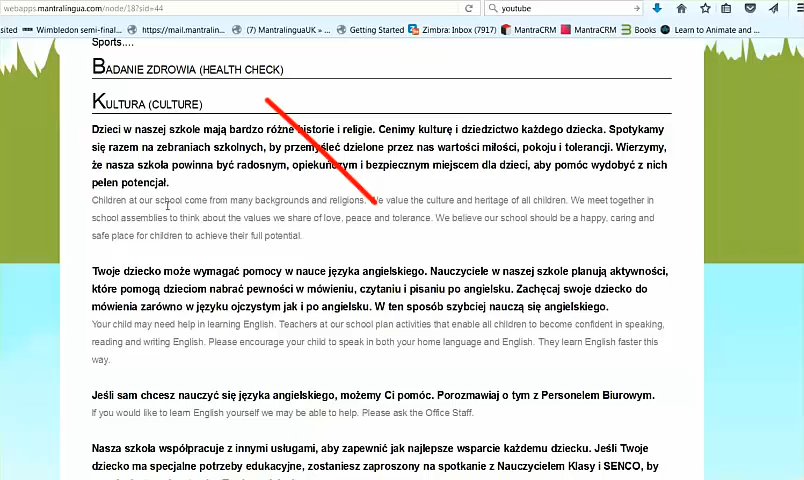 webapps.mantralingua.com/node/18?sid=44
youtube
sited Wimbledon semi-final... https://mail.mantralin... (7) MantralinguaUK »... Getting Started Zimbra: Inbox (7917) MantraCRM MantraCRM Books Learn to Animate and ...
Sports....
BADANIE ZDROWIA (HEALTH CHECK)
KULTURA (CULTURE)
Dzieci w naszej szkole mają bardzo różne historie i religie. Cenimy kulturę i dziedzictwo każdego dziecka. Spotykamy
się razem na zebraniach szkolnych, by przemyśleć dzielone przez nas wartości miłości, pokoju i tolerancji. Wierzymy,
że nasza szkoła powinna być radosnym, opiekuńczym i bezpiecznym miejscem dla dzieci, aby pomóc wydobyć z nich
pełen potencjał.
Children at our school come from many backgrounds and religions. We value the culture and heritage of all children. We meet together in
school assemblies to think about the values we share of love, peace and tolerance. We believe our school should be a happy, caring and
safe place for children to achieve their full potential.
Twoje dziecko może wymagać pomocy w nauce języka angielskiego. Nauczyciele w naszej szkole planują aktywności,
które pomogą dzieciom nabrać pewności w mówieniu, czytaniu i pisaniu po angielsku. Zachęcaj swoje dziecko do
mówienia zarówno w języku ojczystym jak i po angielsku. W ten sposób szybciej nauczą się angielskiego.
Your child may need help in learning English. Teachers at our school plan activities that enable all children to become confident in speaking,
reading and writing English. Please encourage your child to speak in both your home language and English. They learn English faster this
way.
Jeśli sam chcesz nauczyć się języka angielskiego, możemy Ci pomóc. Porozmawiaj o tym z Personelem Biurowym.
If you would like to learn English yourself we may be able to help. Please ask the Office Staff.
Nasza szkoła współpracuje z innymi usługami, aby zapewnić jak najlepsze wsparcie każdemu dziecku. Jeśli Twoje
dziecko ma specjalne potrzeby edukacyjne, zostaniesz zaproszony na spotkanie z Nauczycielem Klasy i SENCO, by